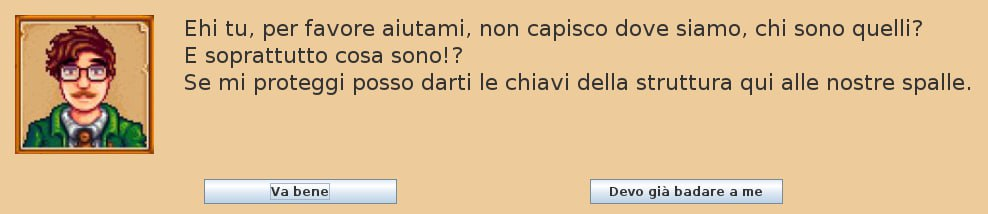 Ehi tu, per favore aiutami, non capisco dove siamo, chi sono quelli?
E soprattutto cosa sono!?
Se mi proteggi posso darti le chiavi della struttura qui alle nostre spalle.
Va bene
Devo già badare a me